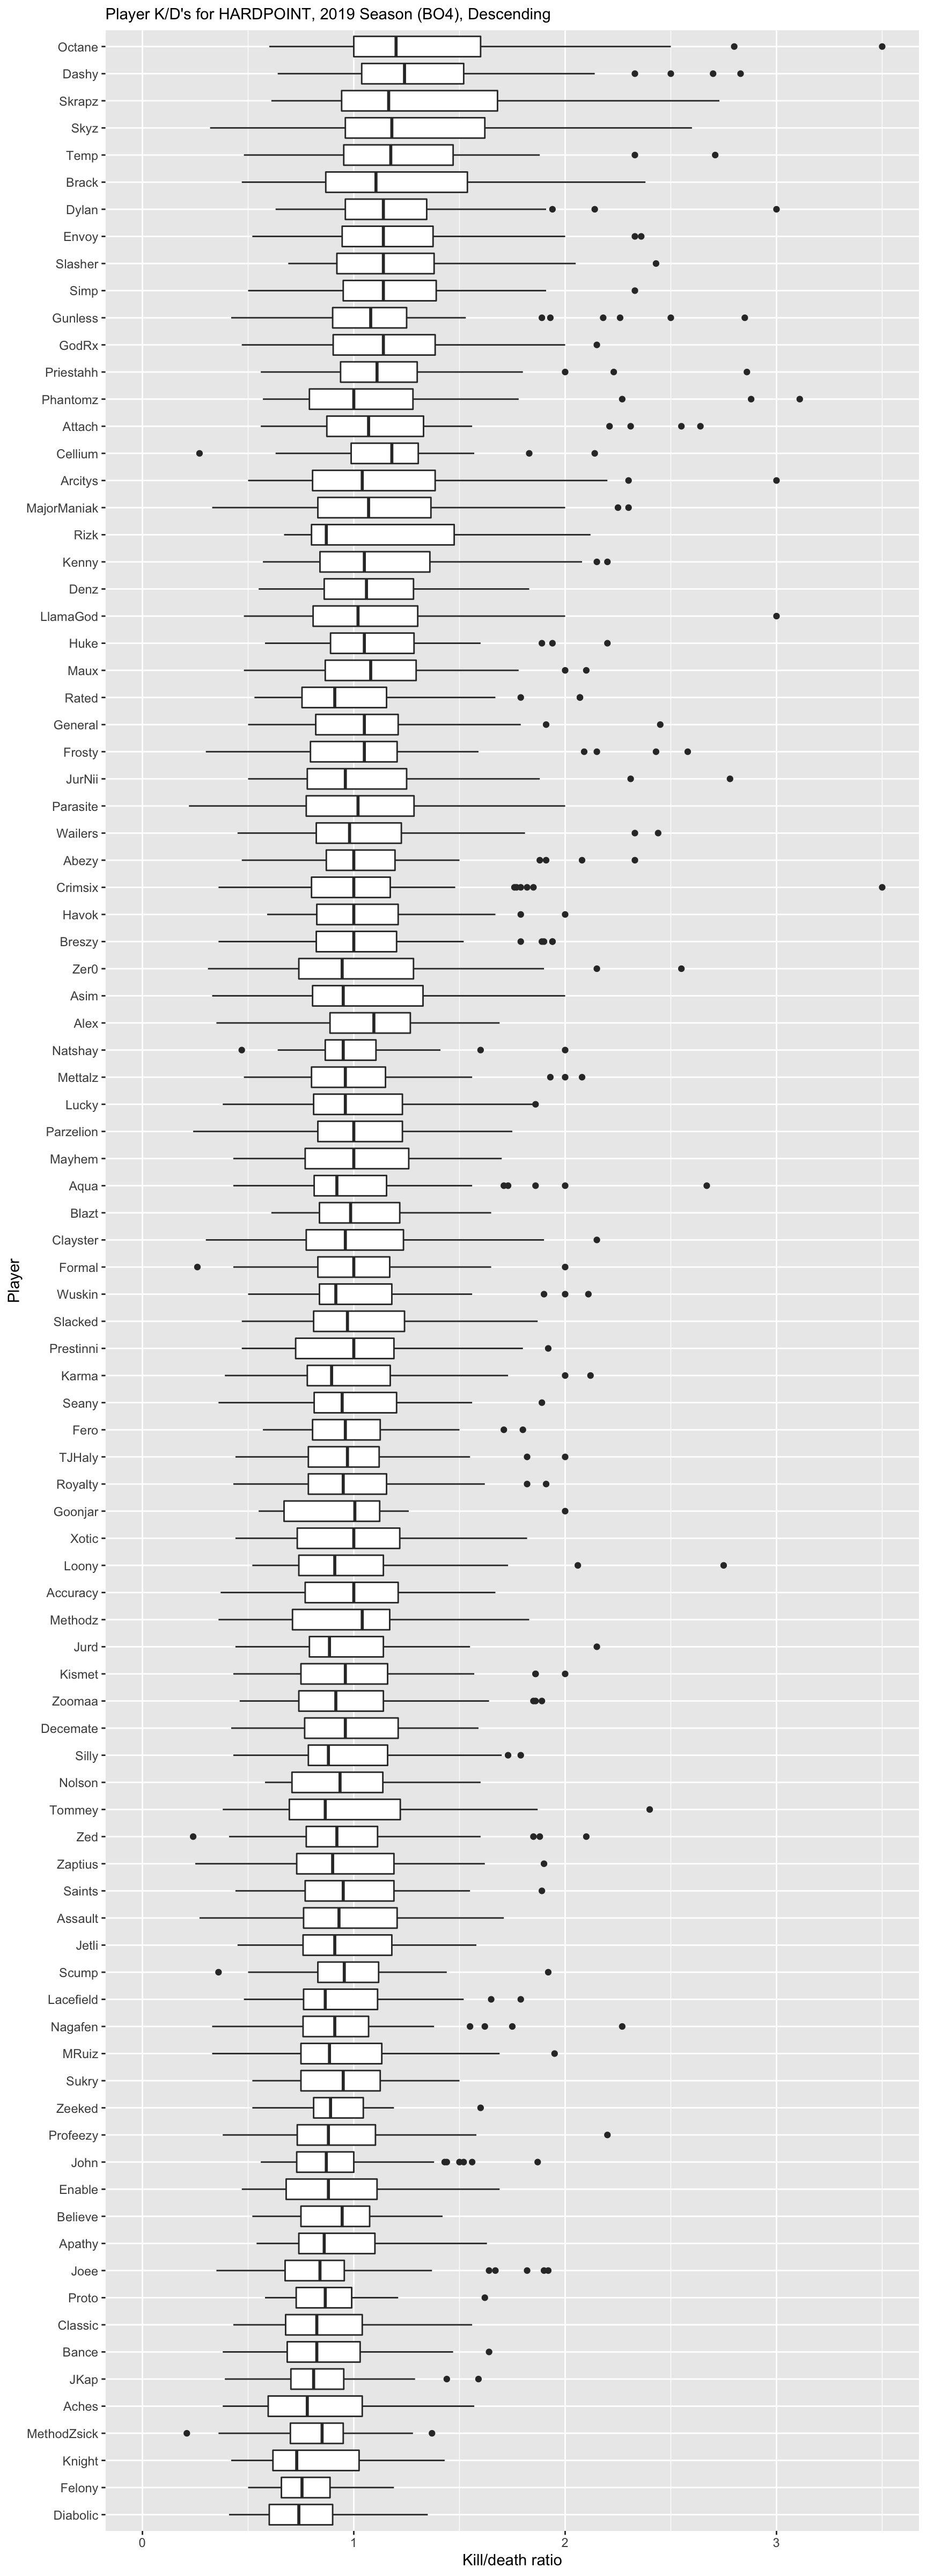 Player K/D's for HARDPOINT, 2019 Season (BO4), Descending
Octane
Dashy
Skrapz
Skyz
Temp
Brack
Dylan
Envoy
Slasher
Simp
Gunless
GodRx
Priestahh
Phantomz
Attach
Cellium
Arcitys
MajorManiak
Rizk
Kenny
Denz
LlamaGod
Huke
Maux
Rated
General
Frosty
JurNii
Parasite
Wailers
Abezy
Crimsix
Havok
Breszy
Zer0
Asim
Alex
Natshay
Mettalz
Lucky
Parzelion
Mayhem
Aqua
Blazt
Clayster
Formal
Wuskin
Slacked
Prestinni
Karma
Seany
Fero
TJHaly
Royalty
Goonjar
Xotic
Loony
Accuracy
Methodz
Jurd
Kismet
Zoomaa
Decemate
Silly
Nolson
Tommey
Zed
Zaptius
Saints
Assault
Jetli
Scump
Lacefield
Nagafen
MRuiz
Sukry
Zeeked
Profeezy
John
Enable
Believe
Apathy
Joee
Proto
Classic
Bance
JKap
Aches
MethodZsick
Knight
Felony
Diabolic
Player
0 1 2 3
Kill/death ratio